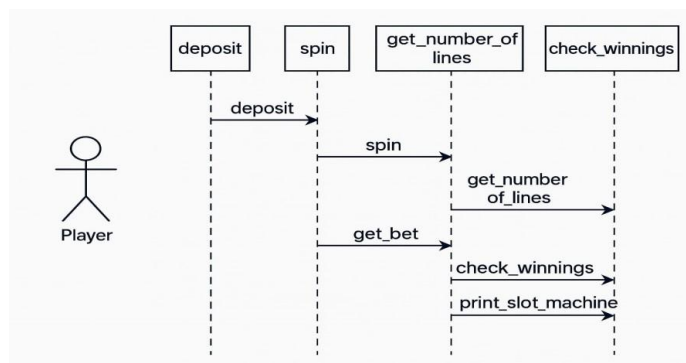 deposit
spin
get_number_of
lines
check_winnings
deposit
spin
get_number
of_lines
get_bet
check_winnings
print_slot_machine
Player